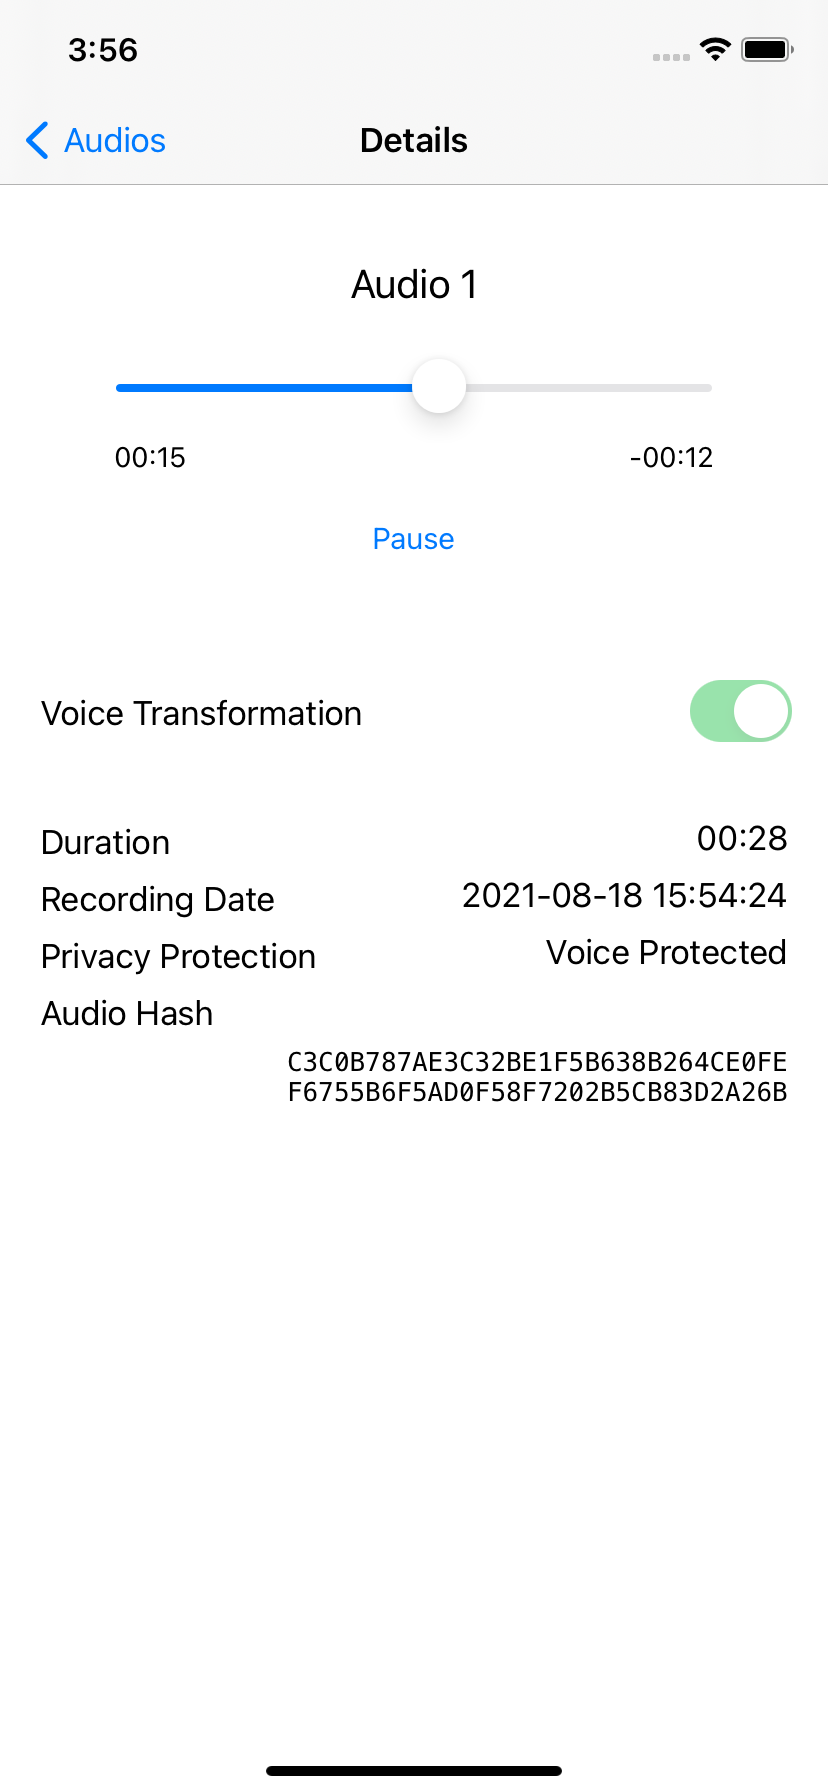 3:56
Audios
Details
Audio 1
00:15
-00:12
Pause
Voice Transformation
Duration
00:28
Recording Date
2021-08-18 15:54:24
Privacy Protection
Voice Protected
Audio Hash
C3C0B787AE3C32BE1F5B638B264CE0FE
F6755B6F5AD0F58F7202B5CB83D2A26B